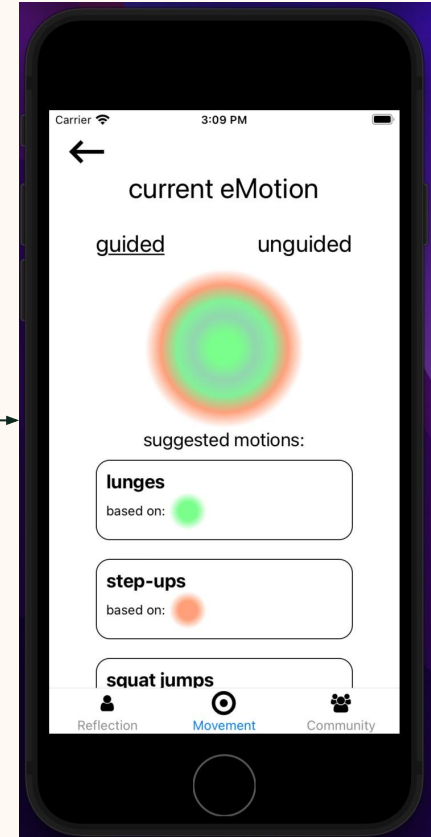 Carrier 3:09 PM
current eMotion
guided unguided
suggested motions:
lunges
based on:
step-ups
based on:
squat jumps
Reflection Movement Community